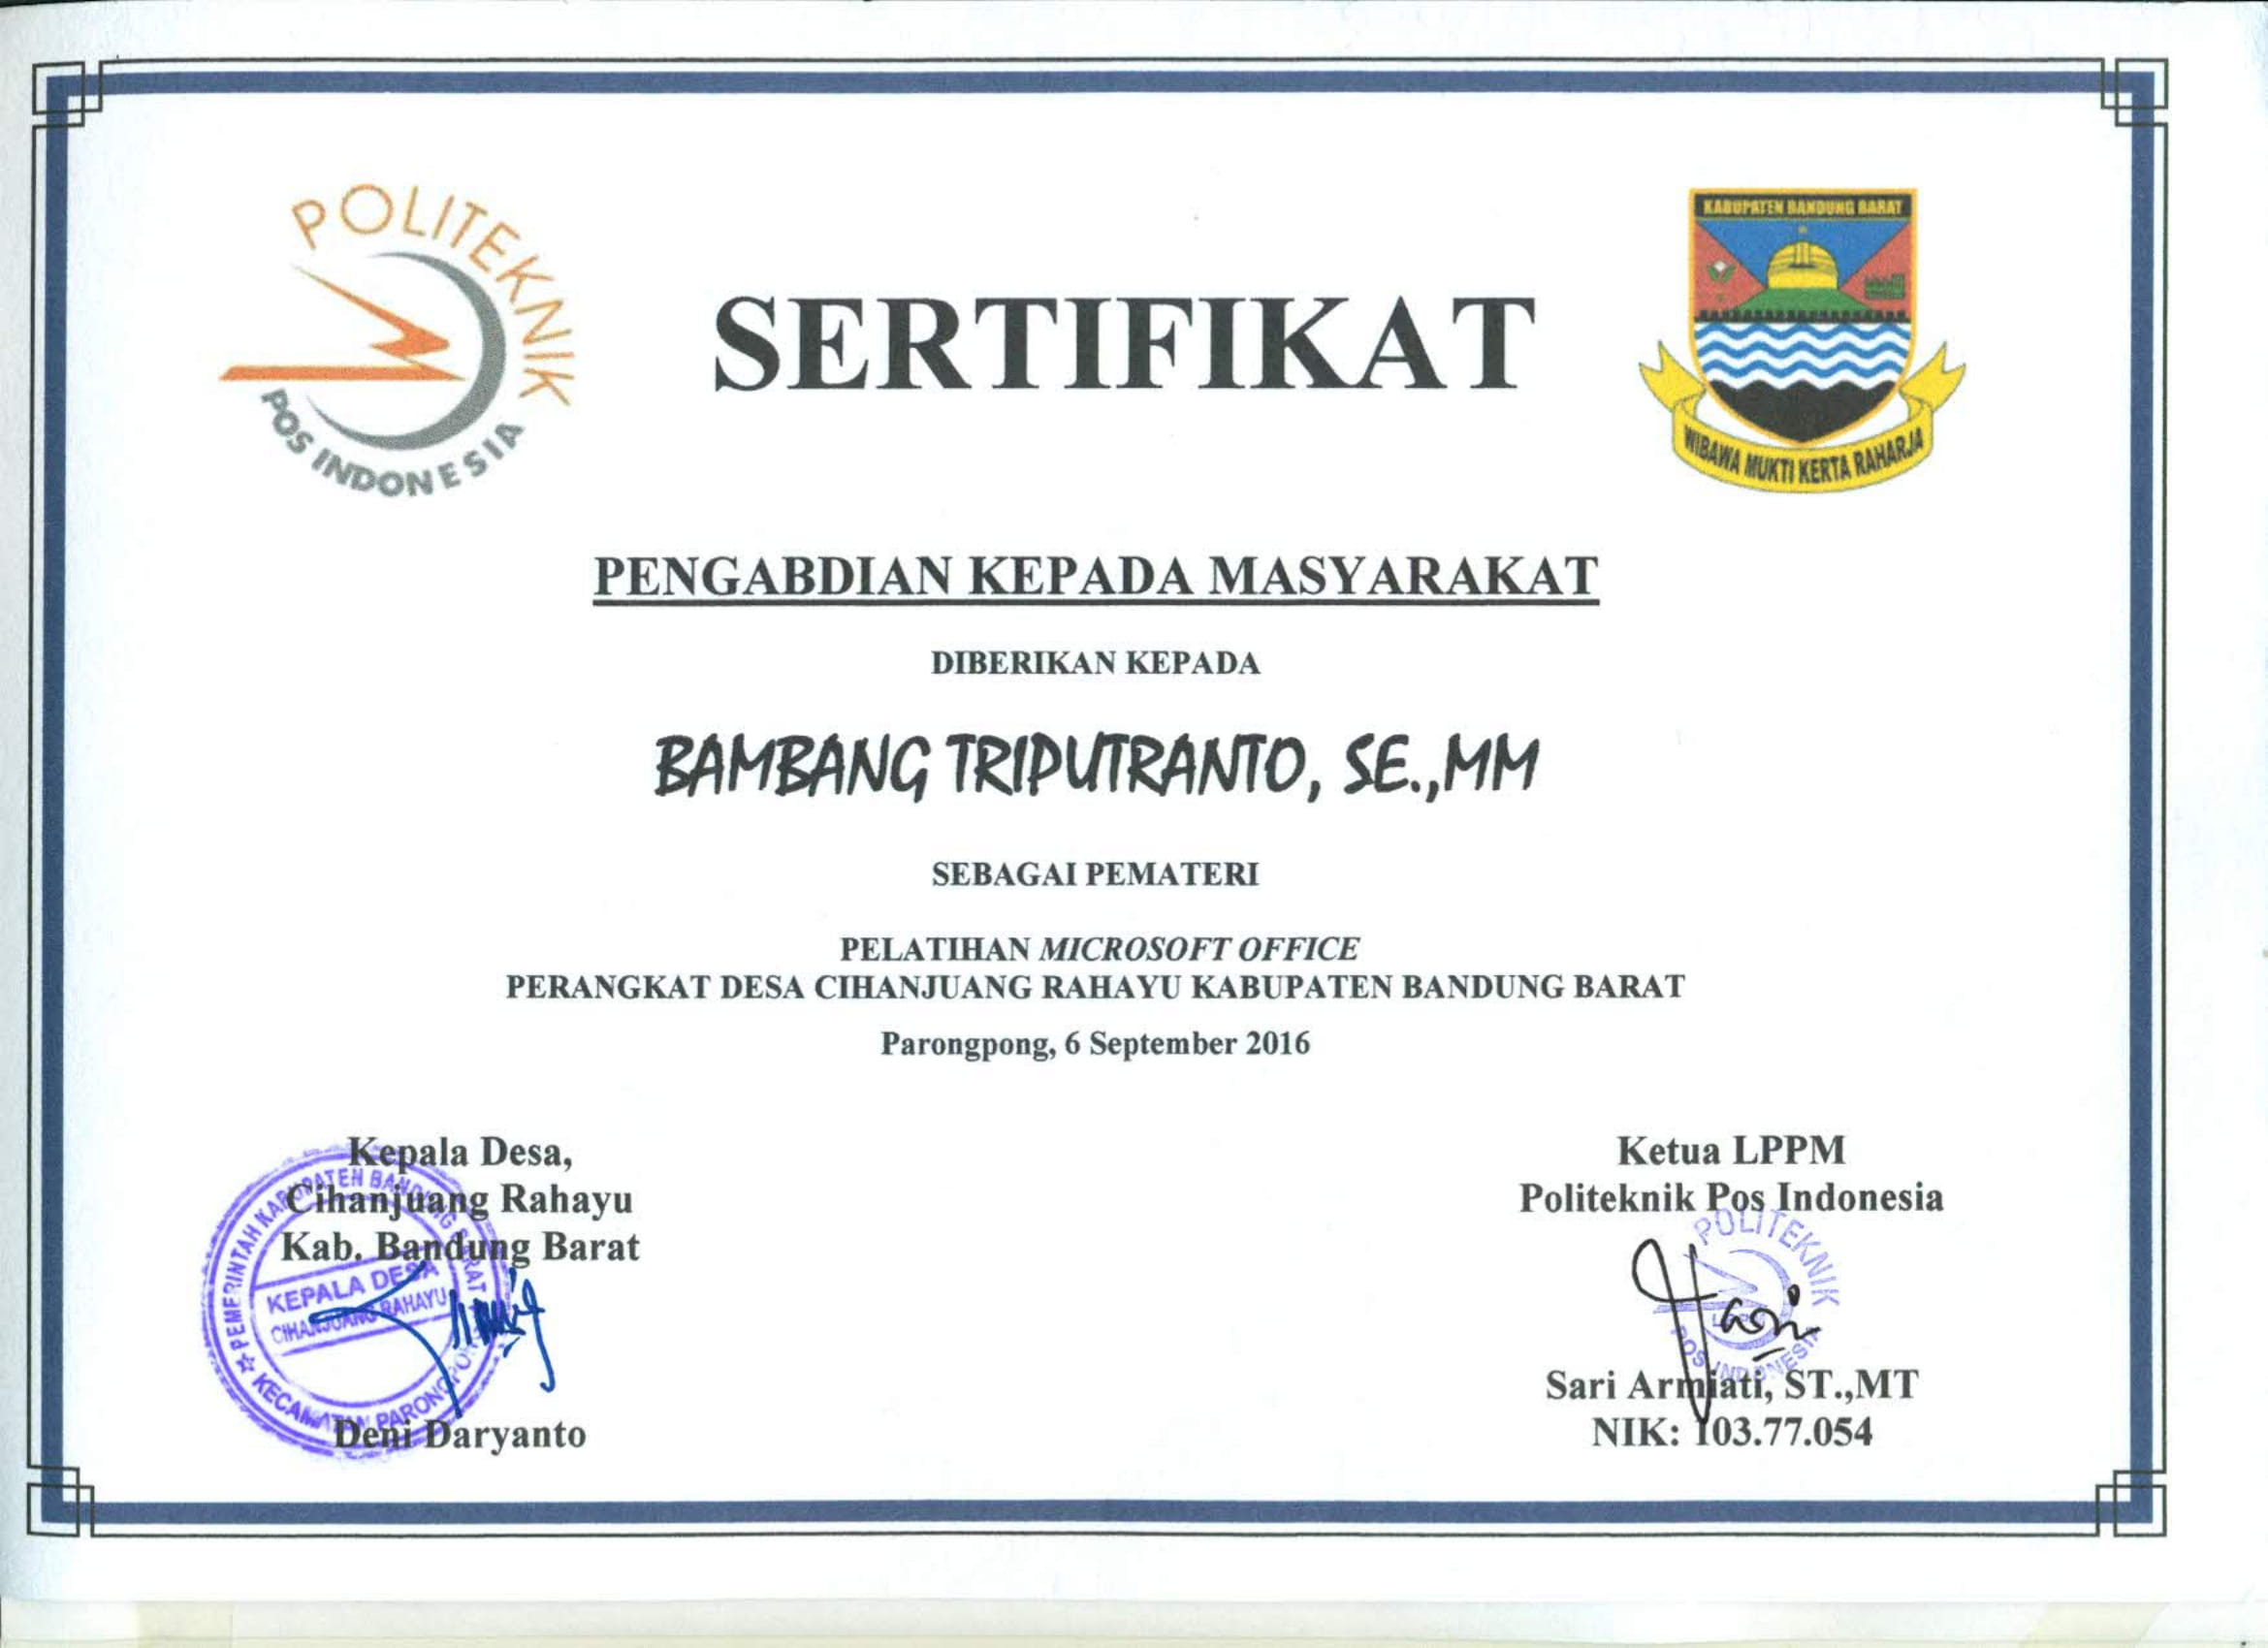 POLITEKNIK
POS INDONESIA
SERTIFIKAT
KABUPATEN BANDUNG BARAT
WIBAWA MUKTI KERTA RAHARJA
PENGABDIAN KEPADA MASYARAKAT
DIBERIKAN KEPADA
BAMBANG TRIPUTRANTO, SE.,MM
SEBAGAI PEMATERI
PELATIHAN MICROSOFT OFFICE
PERANGKAT DESA CIHANJUANG RAHAYU KABUPATEN BANDUNG BARAT
Parongpong, 6 September 2016
Kepala Desa,
Cihanjuang Rahayu
Kab. Bandung Barat
PEMERINTAH KABUPATEN BANDUNG BARAT
KEPALA DESA
CIHANJUANG RAHAYU
KECAMATAN PARONGPONG
Deni Daryanto
Ketua LPPM
Politeknik Pos Indonesia
POLITEKNIK
LPPM
POS INDONESIA
Sari Armiati, ST.,MT
NIK: 103.77.054